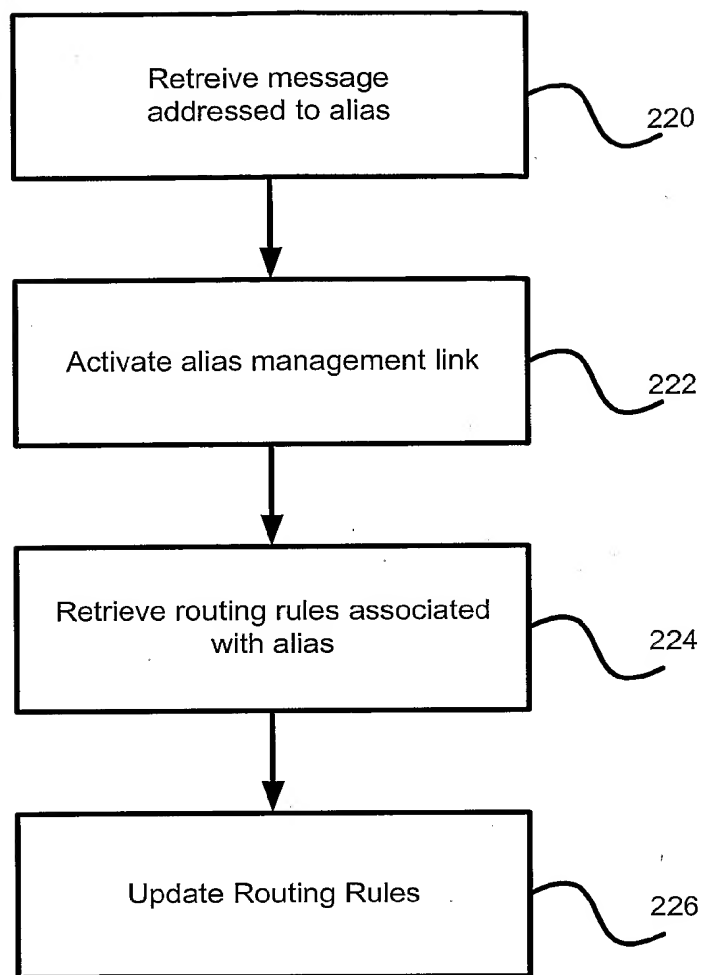 Retreive message
addressed to alias
220
Activate alias management link
222
Retrieve routing rules associated
with alias
224
Update Routing Rules
226